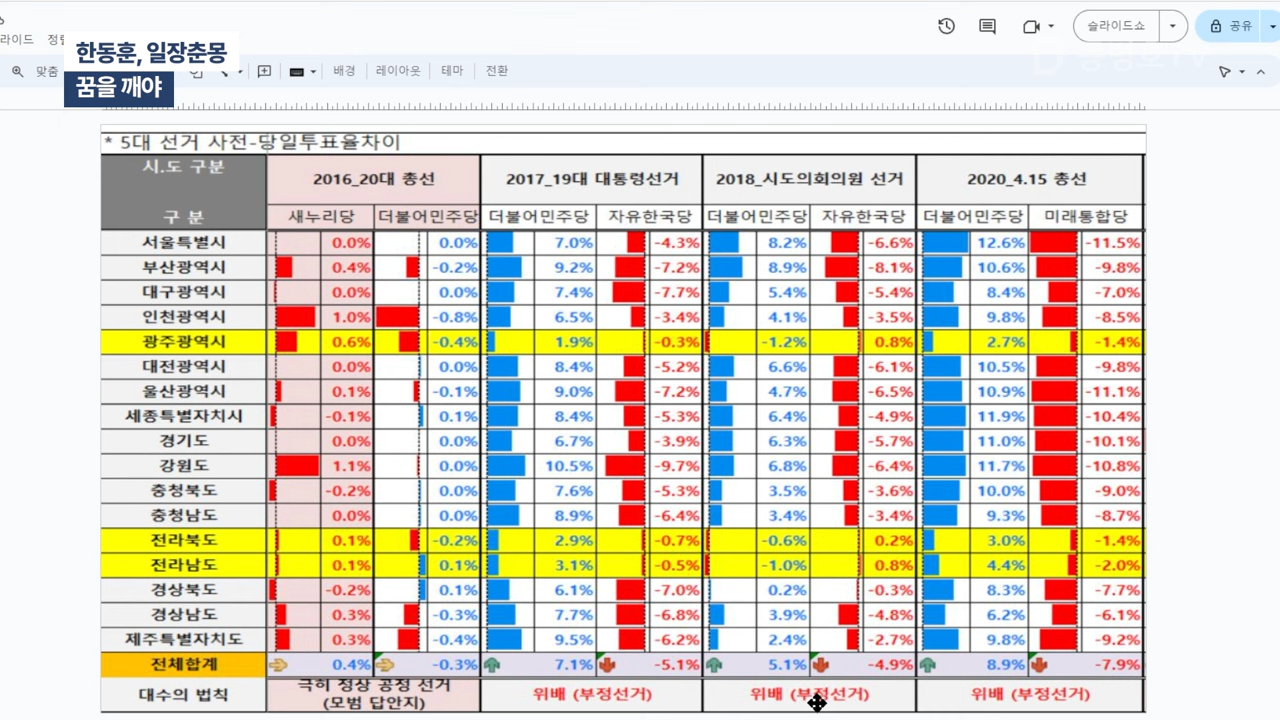 라이드
한동훈, 일장춘몽
꿈을 깨야
슬라이드쇼
공유
맞춤
배경
레이아웃
테마
전환
* 5대 선거 사전-당일투표율차이
시.도 구분 2016_20대 총선 2017_19대 대통령선거 2018_시도의회의원 선거 2020_4.15 총선
구 분 새누리당 더불어민주당 더불어민주당 자유한국당 더불어민주당 자유한국당 더불어민주당 미래통합당
서울특별시 0.0% 0.0% 7.0% -4.3% 8.2% -6.6% 12.6% -11.5%
부산광역시 0.4% -0.2% 9.2% -7.2% 8.9% -8.1% 10.6% -9.8%
대구광역시 0.0% 0.0% 7.4% -7.7% 5.4% -5.4% 8.4% -7.0%
인천광역시 1.0% -0.8% 6.5% -3.4% 4.1% -3.5% 9.8% -8.5%
광주광역시 0.6% -0.4% 1.9% -0.3% -1.2% 0.8% 2.7% -1.4%
대전광역시 0.0% 0.0% 8.4% -5.2% 6.6% -6.1% 10.5% -9.8%
울산광역시 0.1% -0.1% 9.0% -7.2% 4.7% -6.5% 10.9% -11.1%
세종특별자치시 -0.1% 0.1% 8.4% -5.3% 6.4% -4.9% 11.9% -10.4%
경기도 0.0% 0.0% 6.7% -3.9% 6.3% -5.7% 11.0% -10.1%
강원도 1.1% 0.0% 10.5% -9.7% 6.8% -6.4% 11.7% -10.8%
충청북도 -0.2% 0.0% 7.6% -5.3% 3.5% -3.6% 10.0% -9.0%
충청남도 0.0% 0.0% 8.9% -6.4% 3.4% -3.4% 9.3% -8.7%
전라북도 0.1% -0.2% 2.9% -0.7% -0.6% 0.2% 3.0% -1.4%
전라남도 0.1% 0.1% 3.1% -0.5% -1.0% 0.8% 4.4% -2.0%
경상북도 -0.2% 0.1% 6.1% -7.0% 0.2% -0.3% 8.3% -7.7%
경상남도 0.3% -0.3% 7.7% -6.8% 3.9% -4.8% 6.2% -6.1%
제주특별자치도 0.3% -0.4% 9.5% -6.2% 2.4% -2.7% 9.8% -9.2%
전체합계 0.4% -0.3% 7.1% -5.1% 5.1% -4.9% 8.9% -7.9%
대수의 법칙 극히 정상 공정 선거 위배 (부정선거) 위배 (부정선거) 위배 (부정선거)
(모범 답안지)